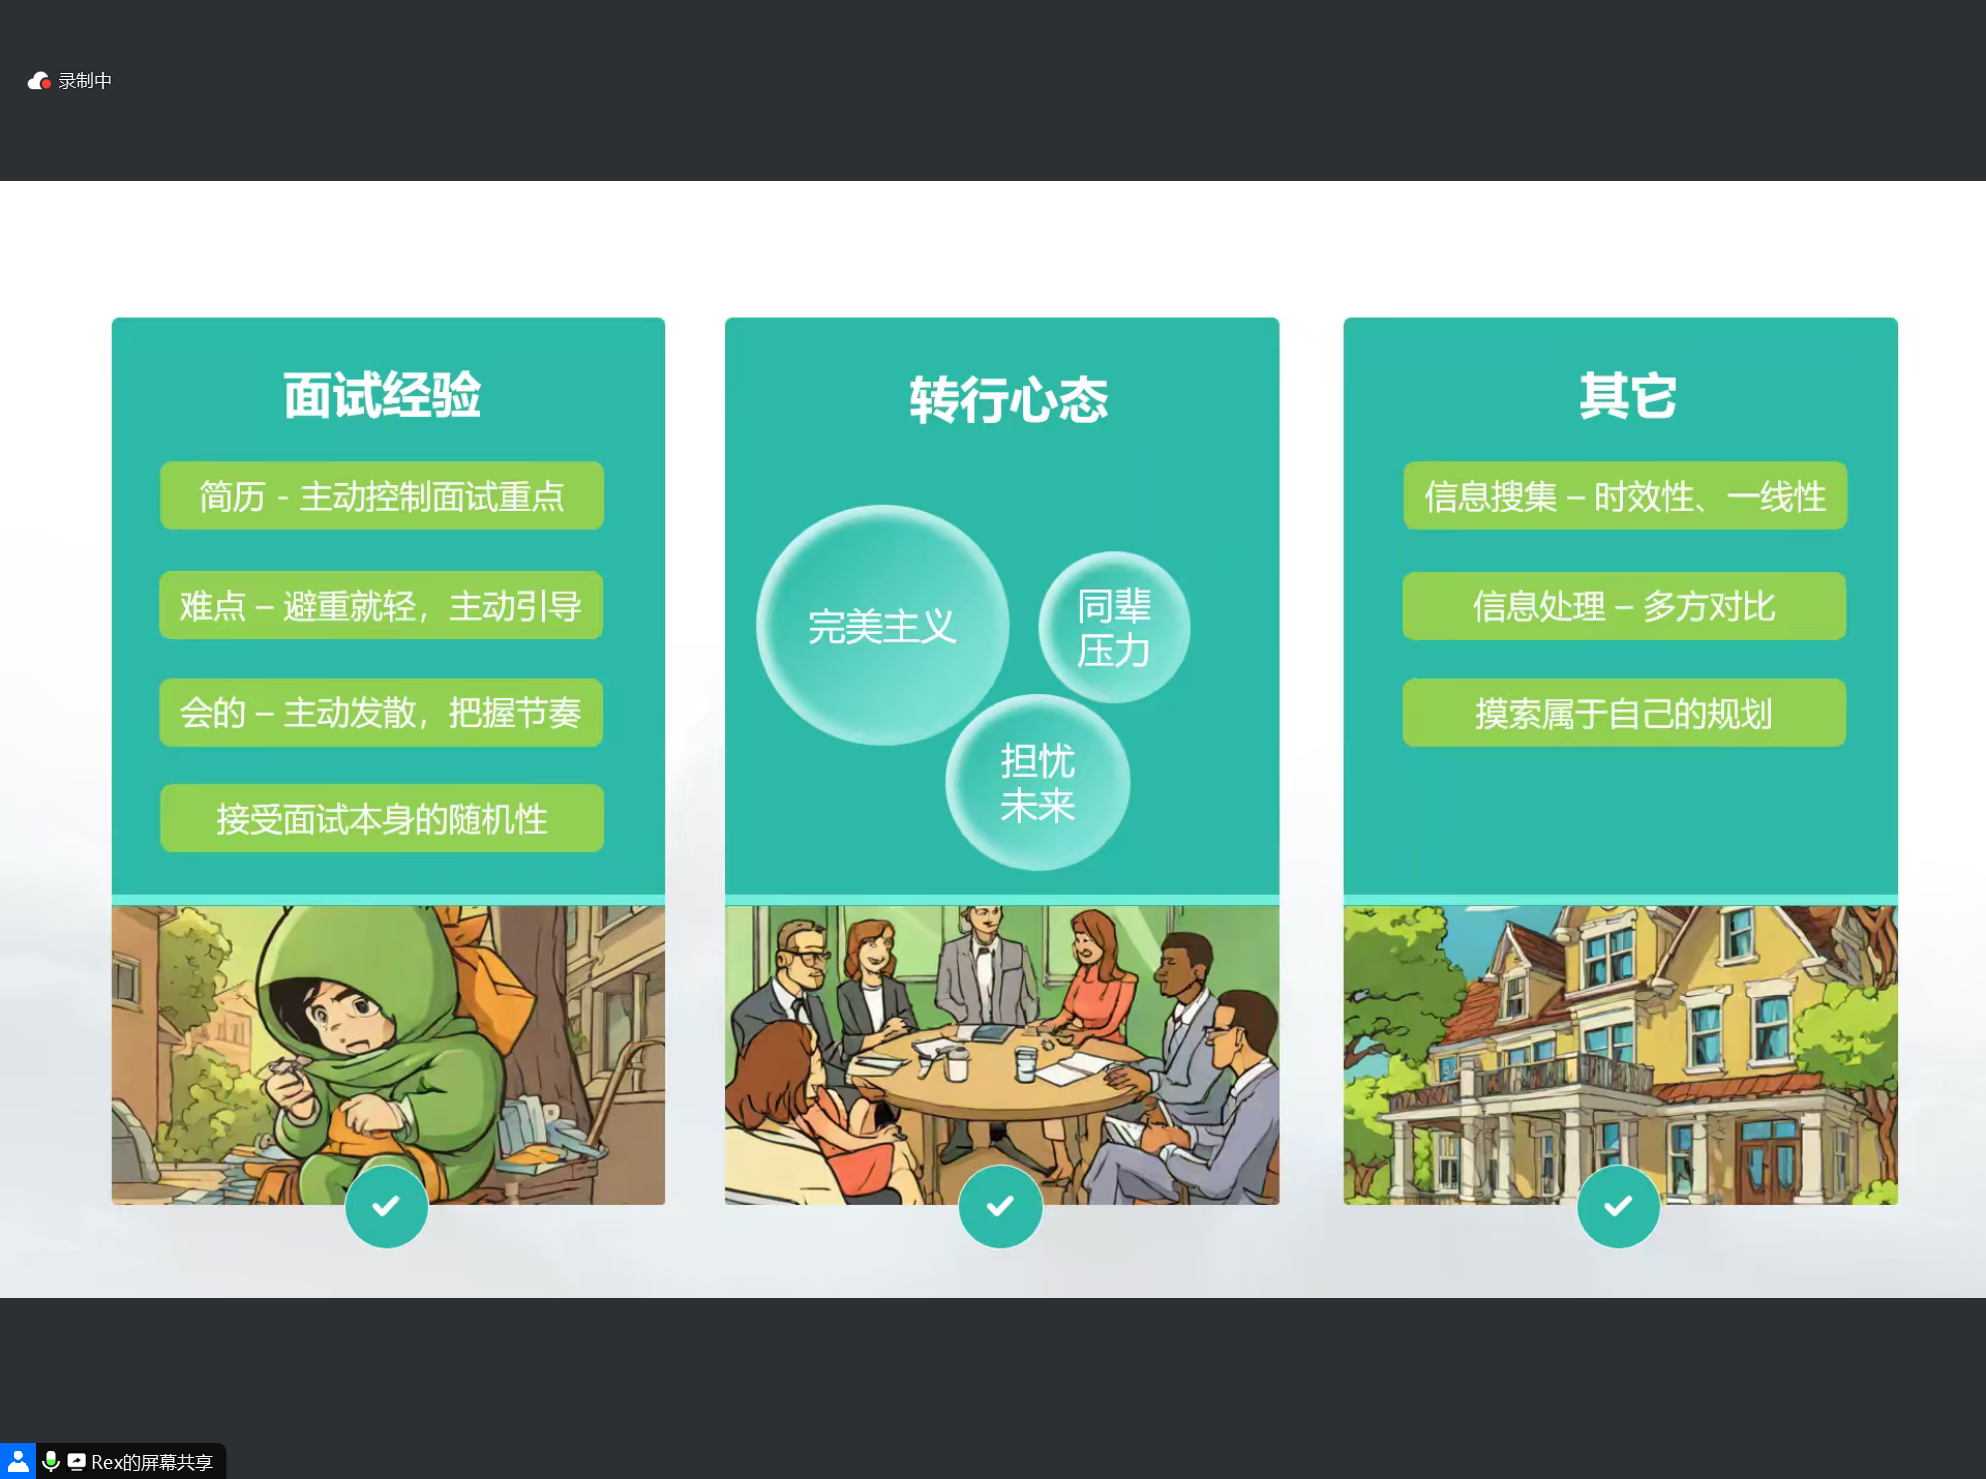 录制中
面试经验
简历 - 主动控制面试重点
难点 – 避重就轻，主动引导
会的 – 主动发散，把握节奏
接受面试本身的随机性
转行心态
完美主义
同辈
压力
担忧
未来
其它
信息搜集 – 时效性、一线性
信息处理 – 多方对比
摸索属于自己的规划
Rex的屏幕共享